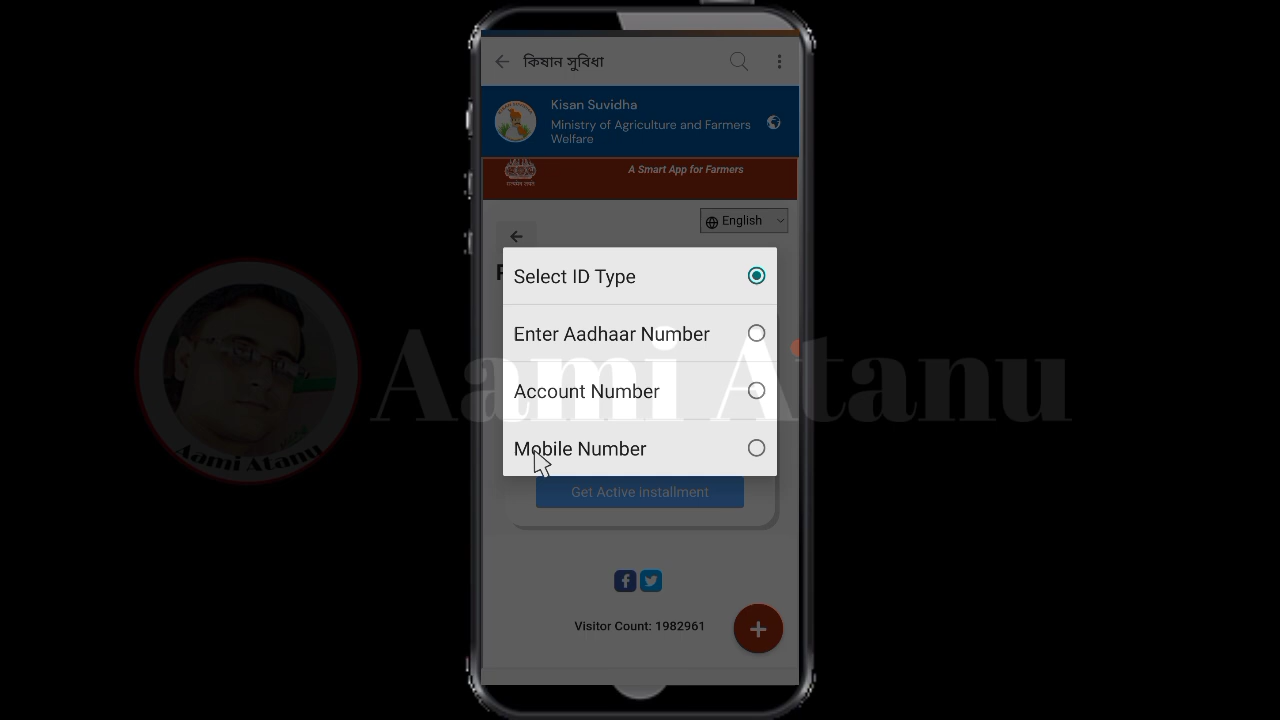 কিষান সুবিধা
Kisan Suvidha
Ministry of Agriculture and Farmers
Welfare
A Smart App for Farmers
English
Select ID Type
Enter Aadhaar Number
Account Number
Mobile Number
Get Active installment
Visitor Count: 1982961
Aami Atanu
Aami Atanu